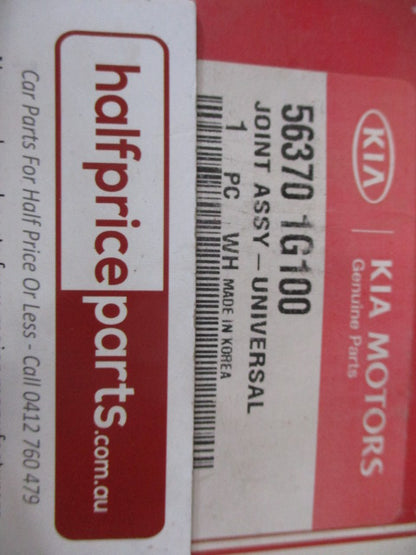 KIA
KIA MOTORS
Genuine Parts
56370 1G100
JOINT ASSY-UNIVERSAL
1 PC WH MADE IN KOREA
halfpriceparts.com.au
Car Parts For Half Price Or Less - Call 0412 760 479